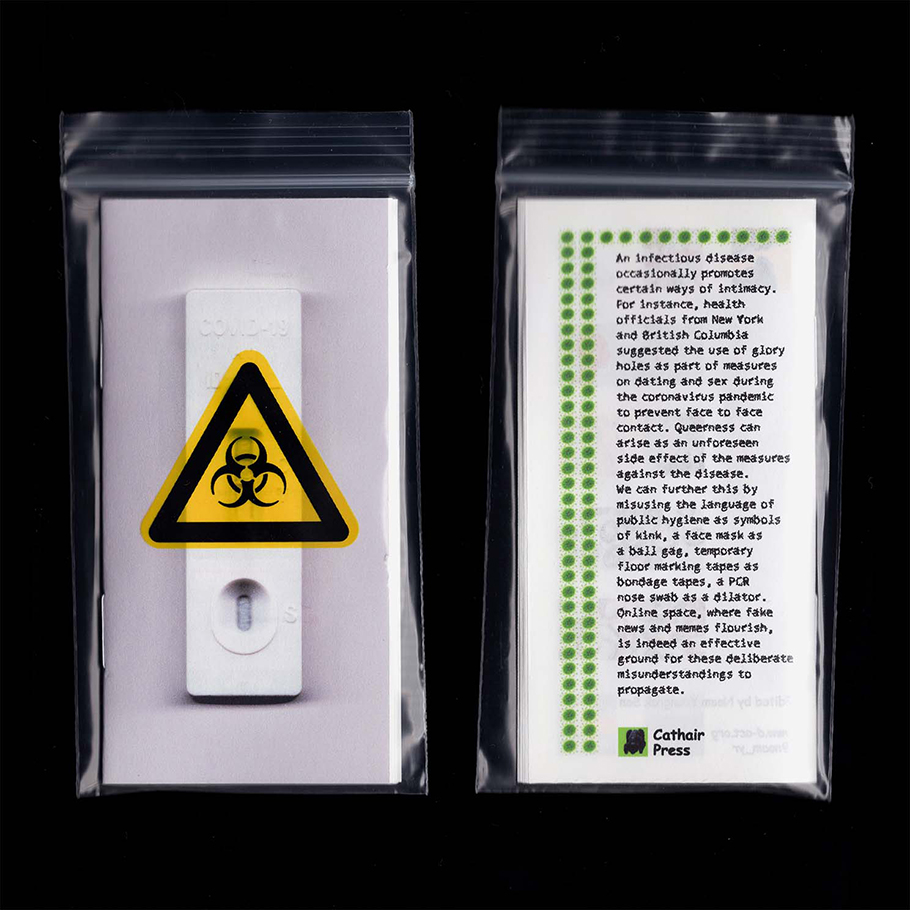 COVID-19
ID
S
An infectious disease
occasionally promotes
certain ways of intimacy.
For instance, health
officials from New York
and British Columbia
suggested the use of glory
holes as part of measures
on dating and sex during
the coronavirus pandemic
to prevent face to face
contact. Queerness can
arise as an unforeseen
side effect of the measures
against the disease.
We can further this by
misusing the language of
public hygiene as symbols
of kink, a face mask as
a ball gag, temporary
floor marking tapes as
bondage tapes, a PCR
nose swab as a dilator.
Online space, where fake
news and memes flourish,
is indeed an effective
ground for these deliberate
misunderstandings to
propagate.
Cathair
Press